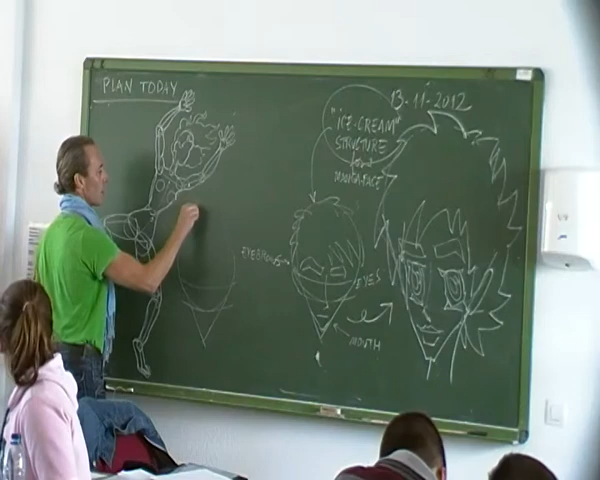 PLAN TODAY
13-11-2012
"ICE-CREAM"
STRUCTURE
for
MANGA FACE
EYEBROWS
EYES
MOUTH